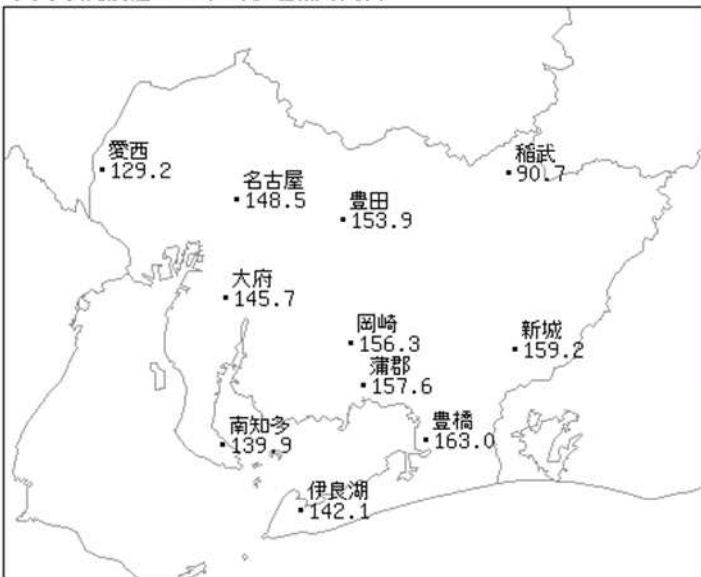 愛西
129.2
稲武
90.7
名古屋
148.5
豊田
153.9
大府
145.7
岡崎
156.3
新城
159.2
蒲郡
157.6
南知多
139.9
豊橋
163.0
伊良湖
142.1